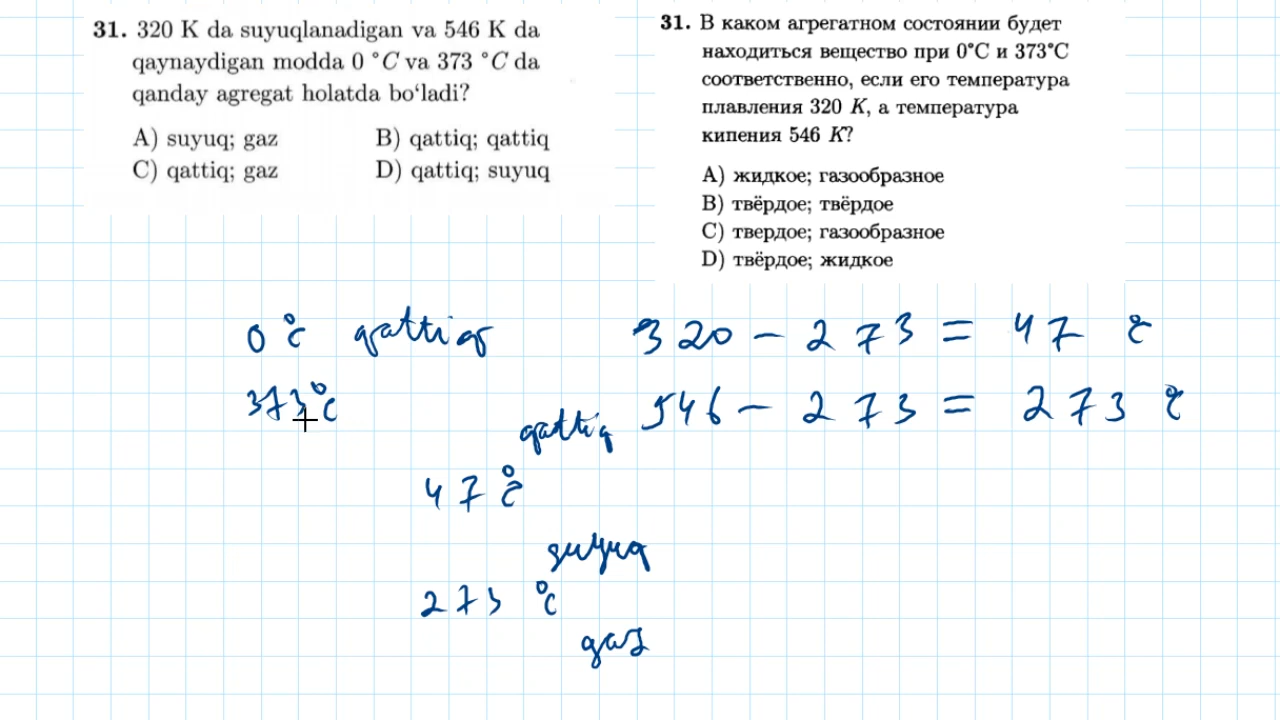 31. 320 K da suyuqlanadigan va 546 K da
qaynaydigan modda 0 °C va 373 °C da
qanday agregat holatda bo‘ladi?
A) suyuq; gaz B) qattiq; qattiq
C) qattiq; gaz D) qattiq; suyuq
31. В каком агрегатном состоянии будет
находиться вещество при 0°C и 373°C
соответственно, если его температура
плавления 320 K, а температура
кипения 546 K?
A) жидкое; газообразное
B) твёрдое; твёрдое
C) твердое; газообразное
D) твёрдое; жидкое
0 °C qattiq
373 °C
320 – 273 = 47 °C
546 – 273 = 273 °C
qattiq
47 °C
suyuq
273 °C
gaz